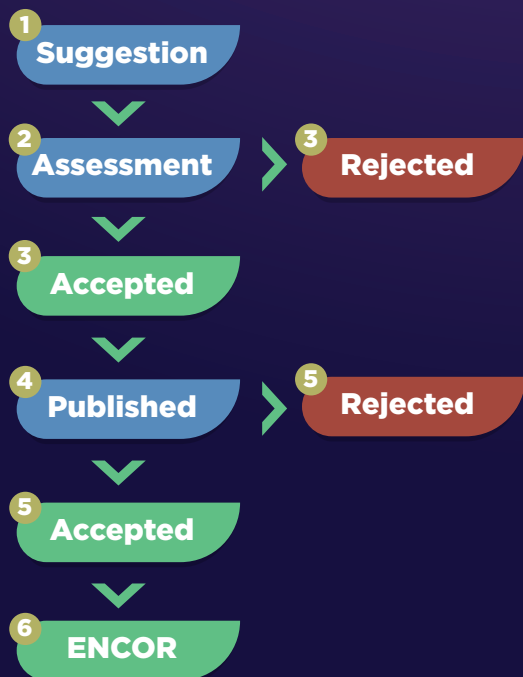 1
Suggestion
2
Assessment
3
Rejected
3
Accepted
4
Published
5
Rejected
5
Accepted
6
ENCOR